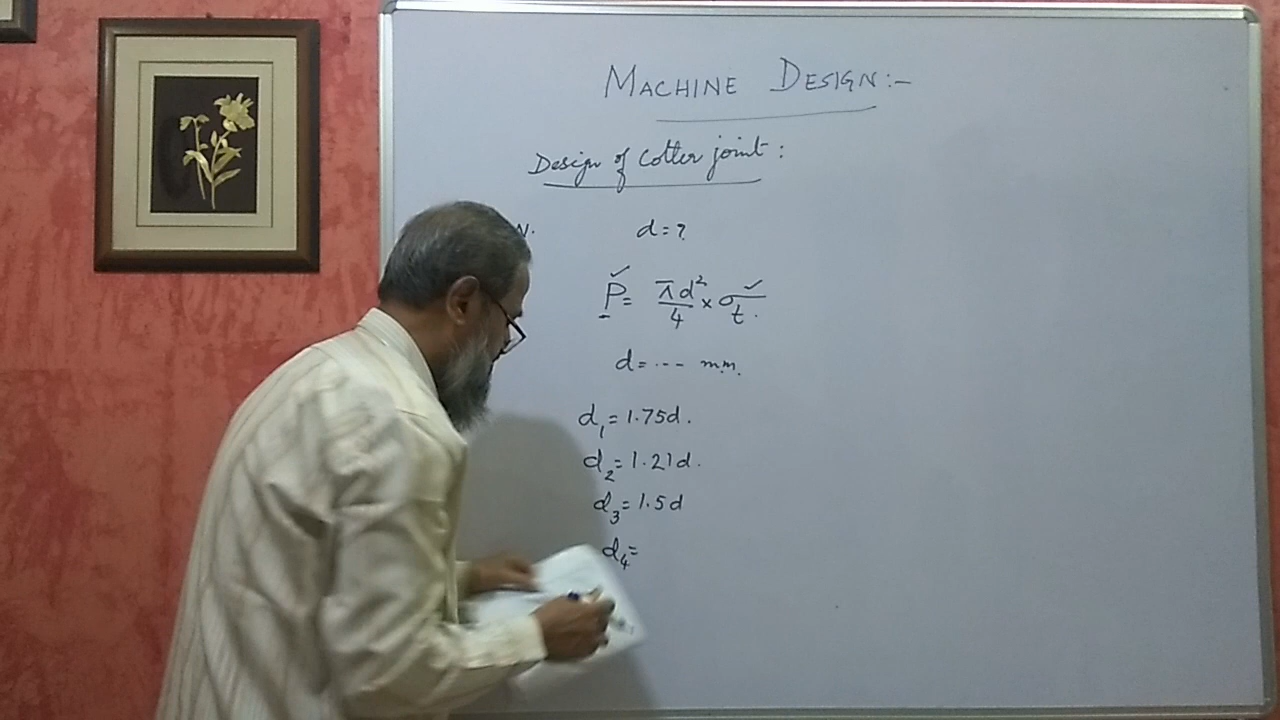 MACHINE DESIGN:-
Design of Cotter joint:
N. d=?
P= πd²/4 × σt.
d=--- mm.
d₁=1.75d.
d₂=1.21d.
d₃=1.5d
d₄=